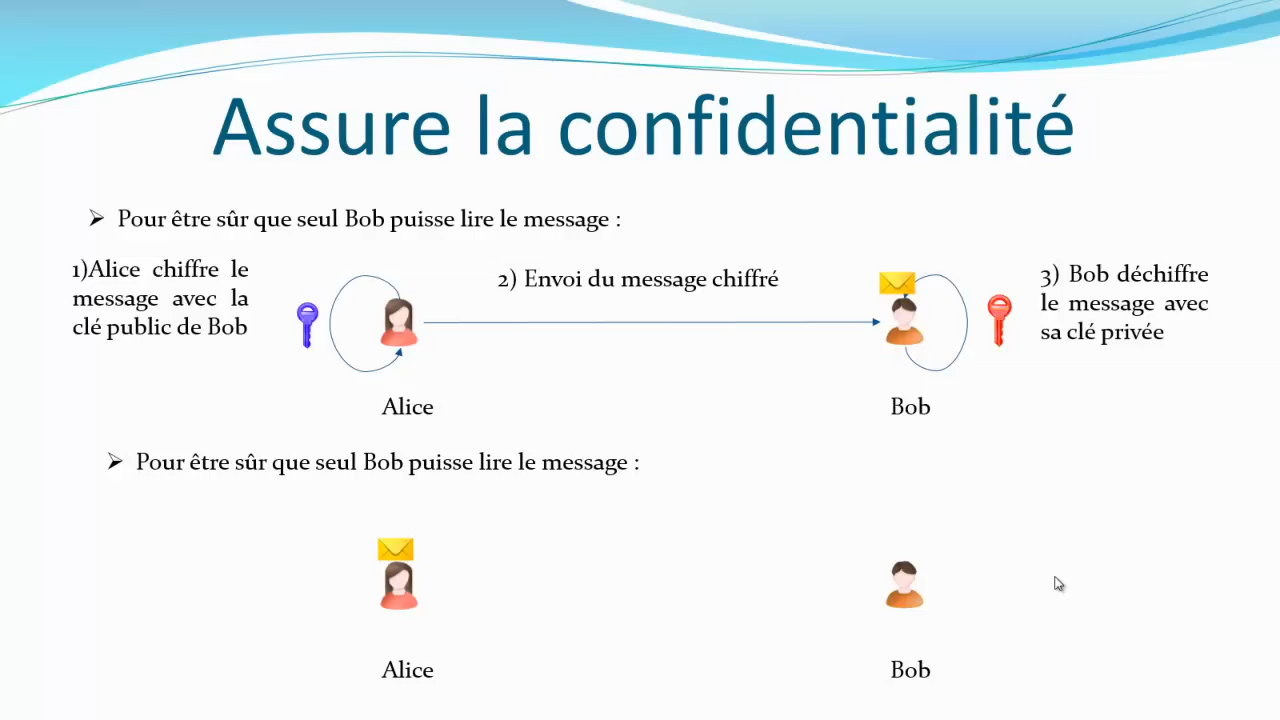 Assure la confidentialité
Pour être sûr que seul Bob puisse lire le message :
1)Alice chiffre le
message avec la
clé public de Bob
2) Envoi du message chiffré
3) Bob déchiffre
le message avec
sa clé privée
Alice
Bob
Pour être sûr que seul Bob puisse lire le message :
Alice
Bob